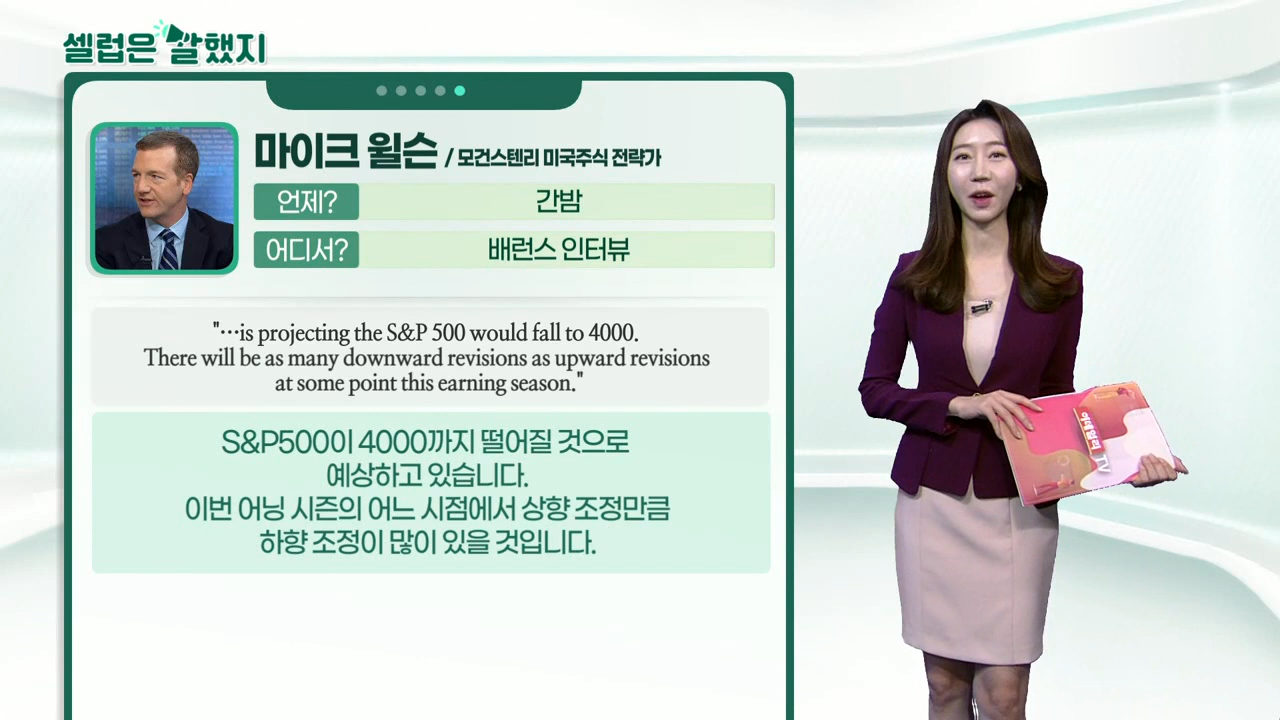 셀럽은 말했지
마이크 윌슨 / 모건스텐리 미국주식 전략가
언제? 간밤
어디서? 배런스 인터뷰
"…is projecting the S&P 500 would fall to 4000.
There will be as many downward revisions as upward revisions
at some point this earning season."
S&P500이 4000까지 떨어질 것으로
예상하고 있습니다.
이번 어닝 시즌의 어느 시점에서 상향 조정만큼
하향 조정이 많이 있을 것입니다.
이데일리 TV